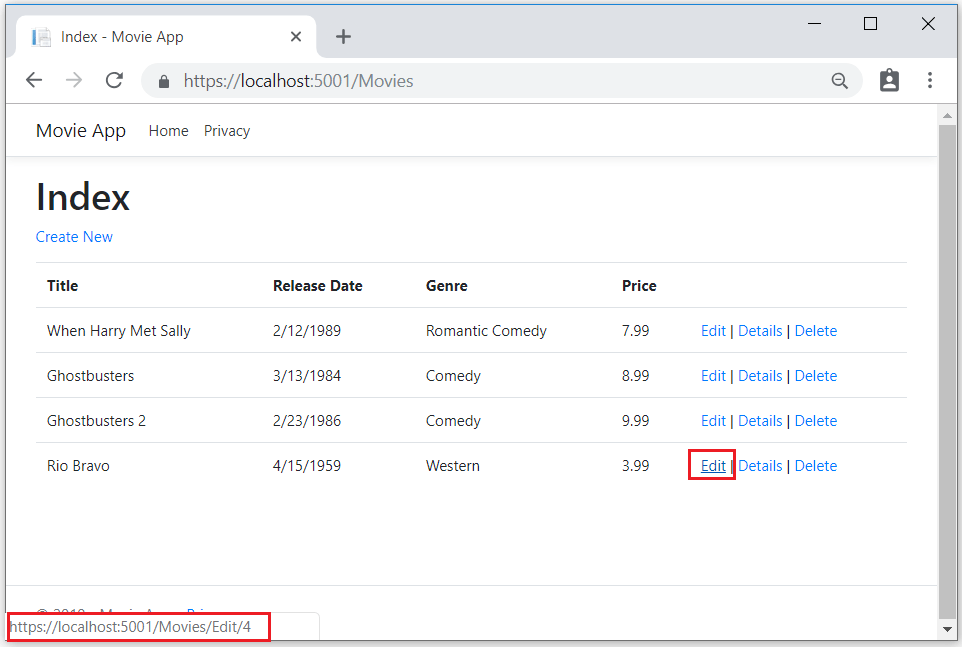 Index - Movie App
https://localhost:5001/Movies
Movie App Home Privacy
Index
Create New
Title Release Date Genre Price
When Harry Met Sally 2/12/1989 Romantic Comedy 7.99 Edit | Details | Delete
Ghostbusters 3/13/1984 Comedy 8.99 Edit | Details | Delete
Ghostbusters 2 2/23/1986 Comedy 9.99 Edit | Details | Delete
Rio Bravo 4/15/1959 Western 3.99 Edit | Details | Delete
https://localhost:5001/Movies/Edit/4